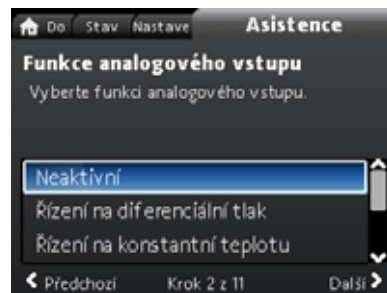 Do Stav Nastave Asistence
Funkce analogového vstupu
Vyberte funkci analogového vstupu.
Neaktivní
Řízení na diferenciální tlak
Řízení na konstantní teplotu
Předchozí Krok 2 z 11 Další